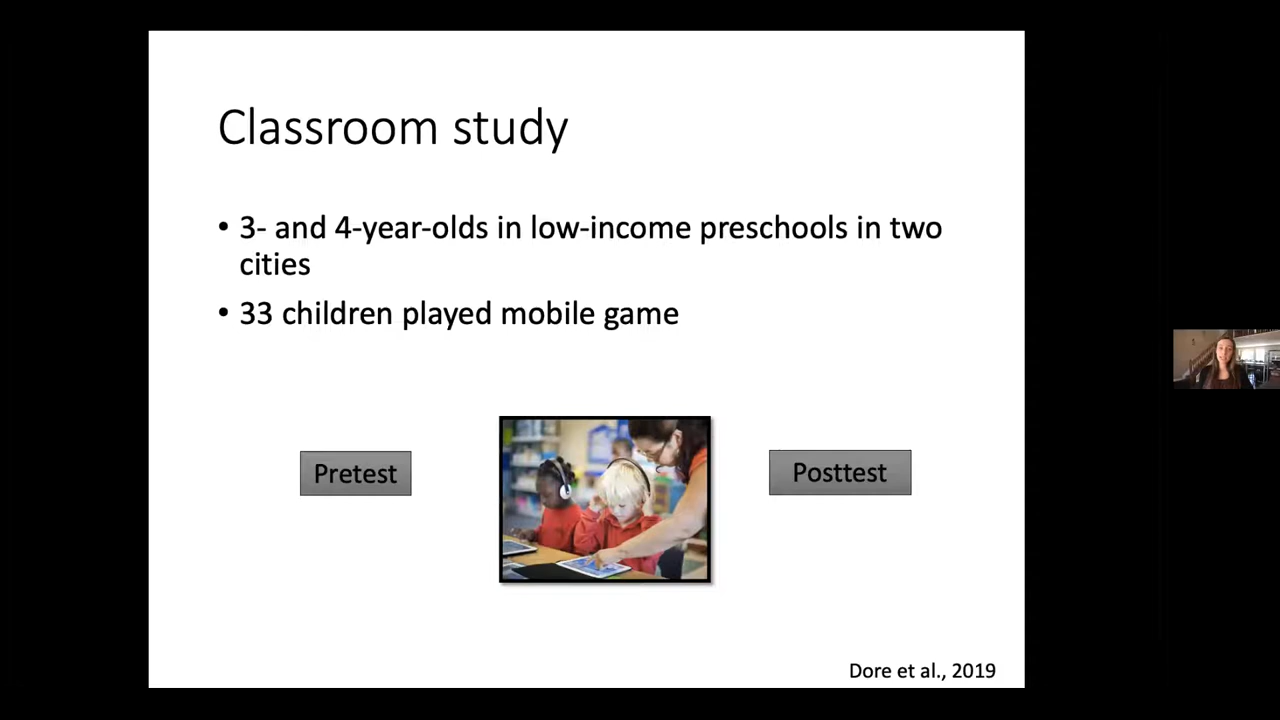 Classroom study
• 3- and 4-year-olds in low-income preschools in two
cities
• 33 children played mobile game
Pretest
Posttest
Dore et al., 2019